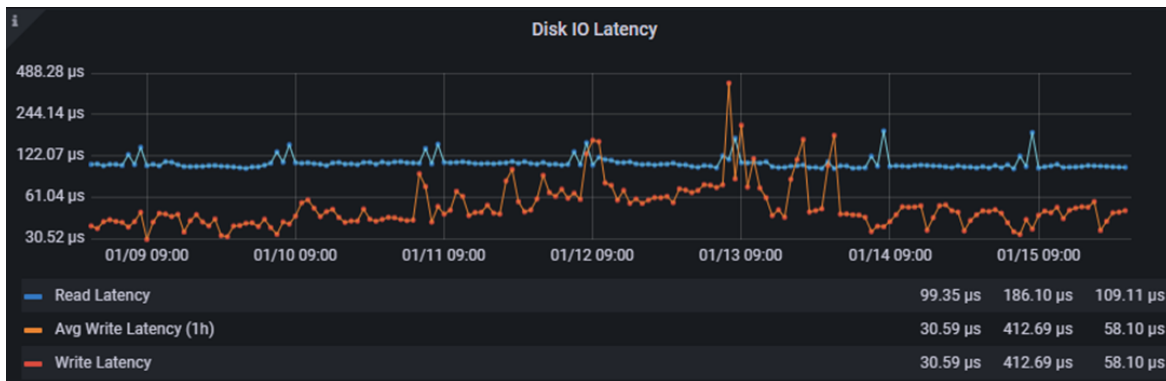 i
Disk IO Latency
488.28 µs
244.14 µs
122.07 µs
61.04 µs
30.52 µs
01/09 09:00 01/10 09:00 01/11 09:00 01/12 09:00 01/13 09:00 01/14 09:00 01/15 09:00
Read Latency 99.35 µs 186.10 µs 109.11 µs
Avg Write Latency (1h) 30.59 µs 412.69 µs 58.10 µs
Write Latency 30.59 µs 412.69 µs 58.10 µs